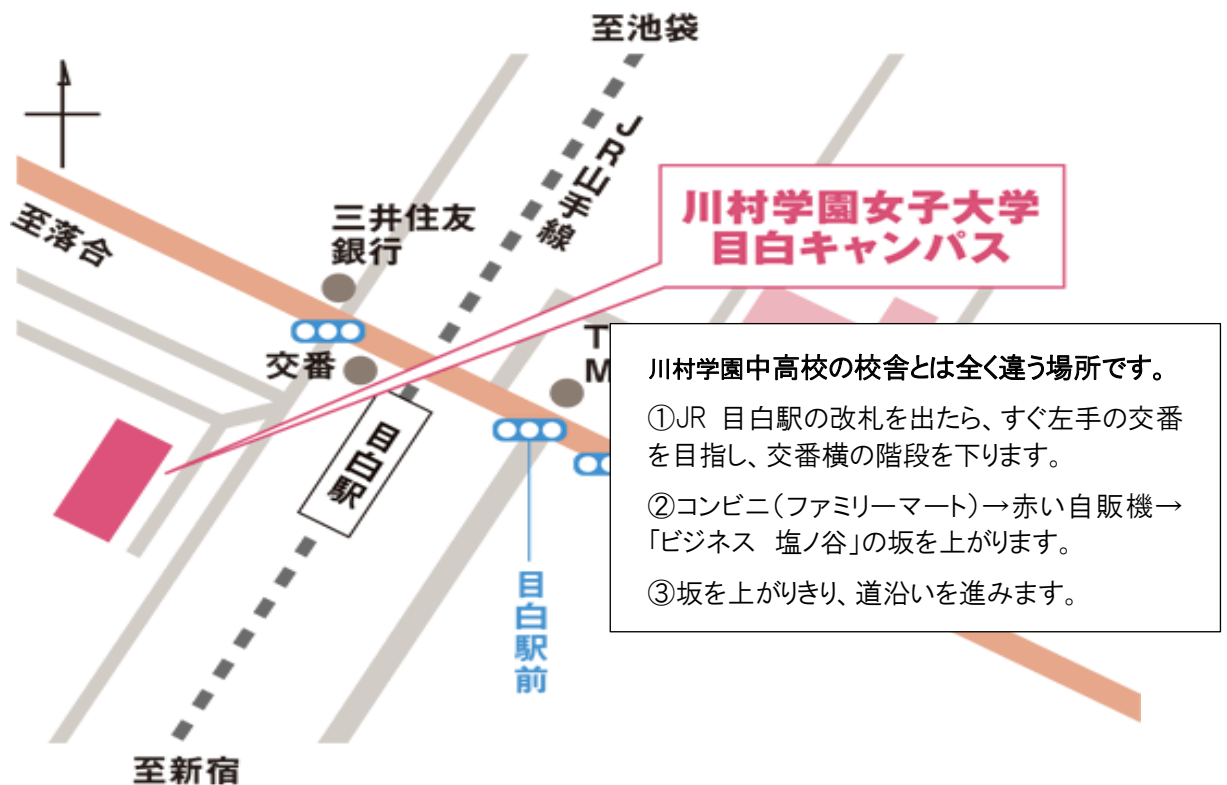 至池袋
JR山手線
川村学園女子大学
目白キャンパス
至落合
三井住友
銀行
交番
T
M
目白駅
目白駅前
至新宿
川村学園中高校の校舎とは全く違う場所です。
①JR 目白駅の改札を出たら、すぐ左手の交番
を目指し、交番横の階段を下ります。
②コンビニ(ファミリーマート)→赤い自販機→
「ビジネス 塩ノ谷」の坂を上がります。
③坂を上がりきり、道沿いを進みます。